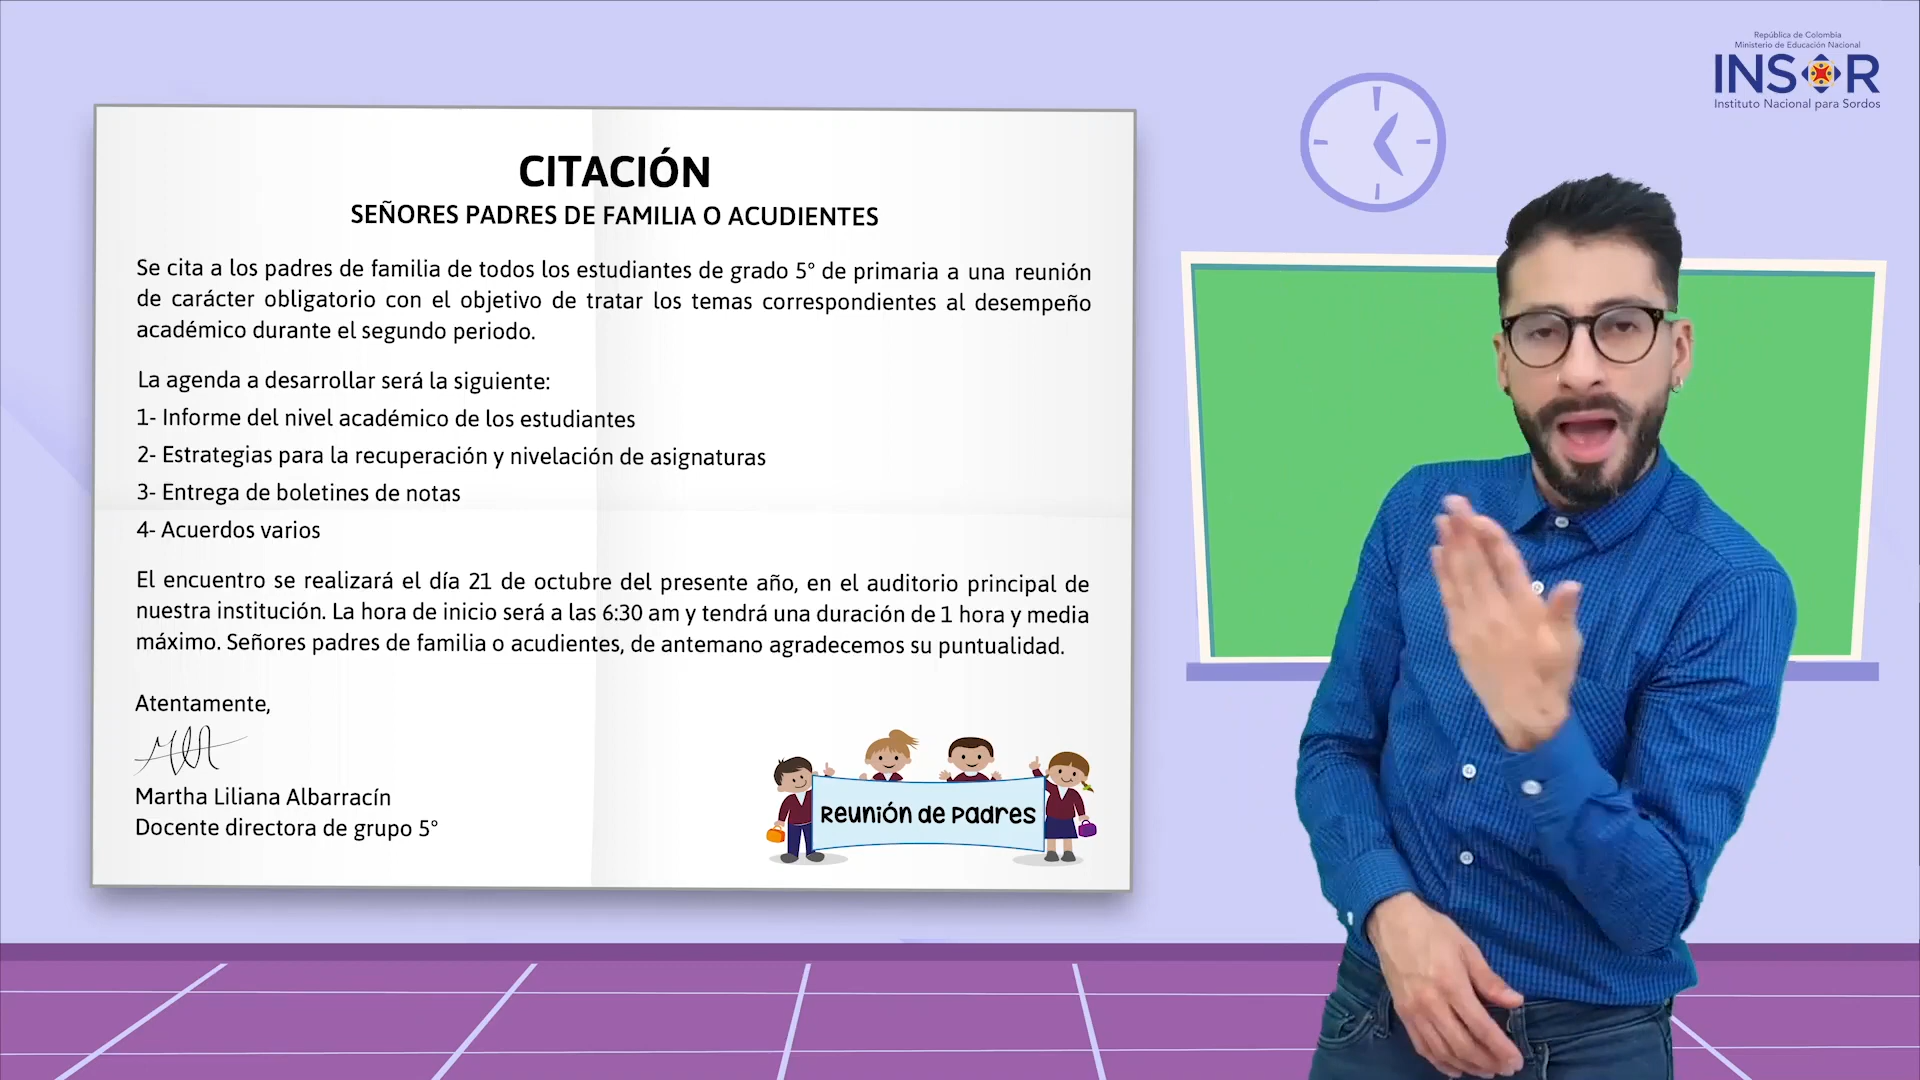 República de Colombia
Ministerio de Educación Nacional
INSOR
Instituto Nacional para Sordos
CITACIÓN
SEÑORES PADRES DE FAMILIA O ACUDIENTES
Se cita a los padres de familia de todos los estudiantes de grado 5° de primaria a una reunión
de carácter obligatorio con el objetivo de tratar los temas correspondientes al desempeño
académico durante el segundo periodo.
La agenda a desarrollar será la siguiente:
1- Informe del nivel académico de los estudiantes
2- Estrategias para la recuperación y nivelación de asignaturas
3- Entrega de boletines de notas
4- Acuerdos varios
El encuentro se realizará el día 21 de octubre del presente año, en el auditorio principal de
nuestra institución. La hora de inicio será a las 6:30 am y tendrá una duración de 1 hora y media
máximo. Señores padres de familia o acudientes, de antemano agradecemos su puntualidad.
Atentamente,
Martha Liliana Albarracín
Docente directora de grupo 5°
Reunión de Padres